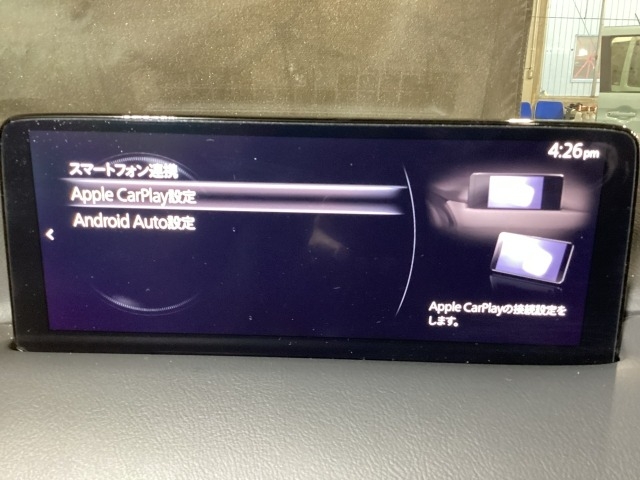 4:26pm
スマートフォン連携
Apple CarPlay設定
Android Auto設定
Apple CarPlayの接続設定を
します。